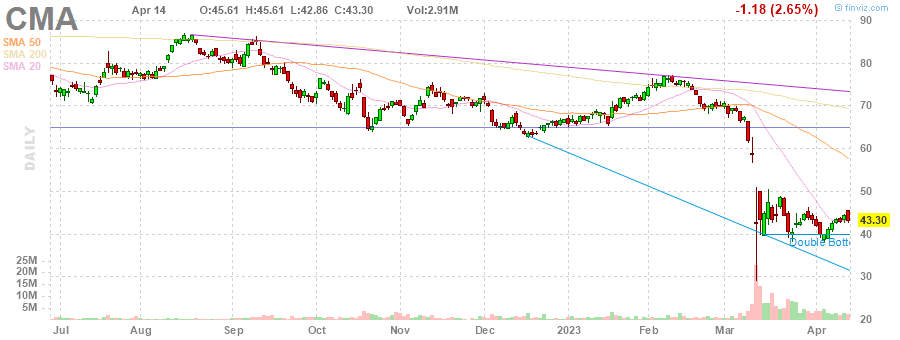 CMA Apr 14 O:45.61 H:45.61 L:42.86 C:43.30 Vol:2.91M -1.18 (2.65%) © finviz.com
SMA 50
SMA 200
SMA 20
DAILY
90
80
70
60
50
43.30
40
Double Botto
30
20
25M
20M
15M
10M
5M
Jul Aug Sep Oct Nov Dec 2023 Feb Mar Apr